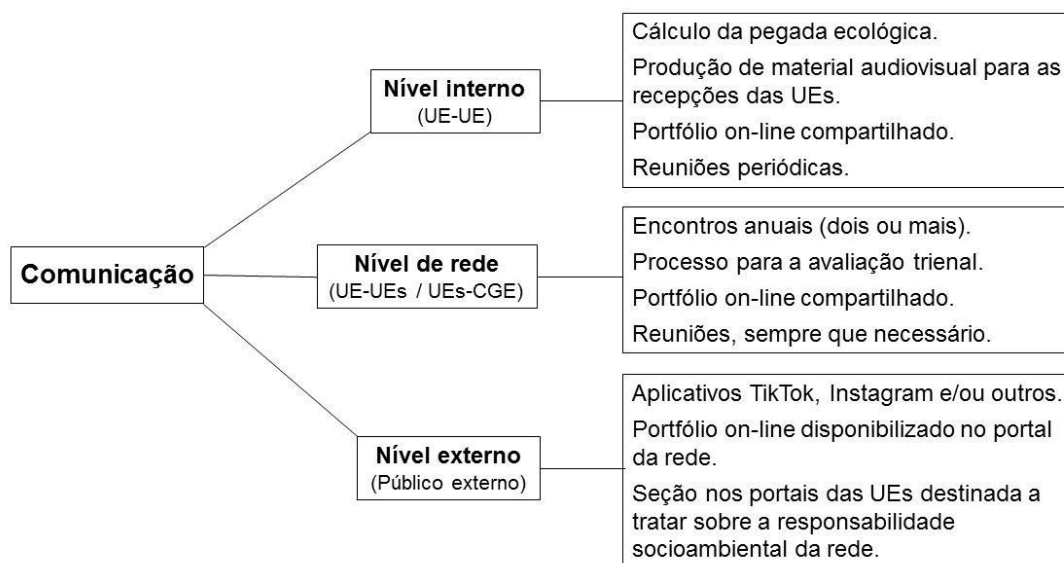 Comunicação
Nível interno
(UE-UE)
Cálculo da pegada ecológica.
Produção de material audiovisual para as
recepções das UEs.
Portfólio on-line compartilhado.
Reuniões periódicas.
Nível de rede
(UE-UEs / UEs-CGE)
Encontros anuais (dois ou mais).
Processo para a avaliação trienal.
Portfólio on-line compartilhado.
Reuniões, sempre que necessário.
Nível externo
(Público externo)
Aplicativos TikTok, Instagram e/ou outros.
Portfólio on-line disponibilizado no portal
da rede.
Seção nos portais das UEs destinada a
tratar sobre a responsabilidade
socioambiental da rede.